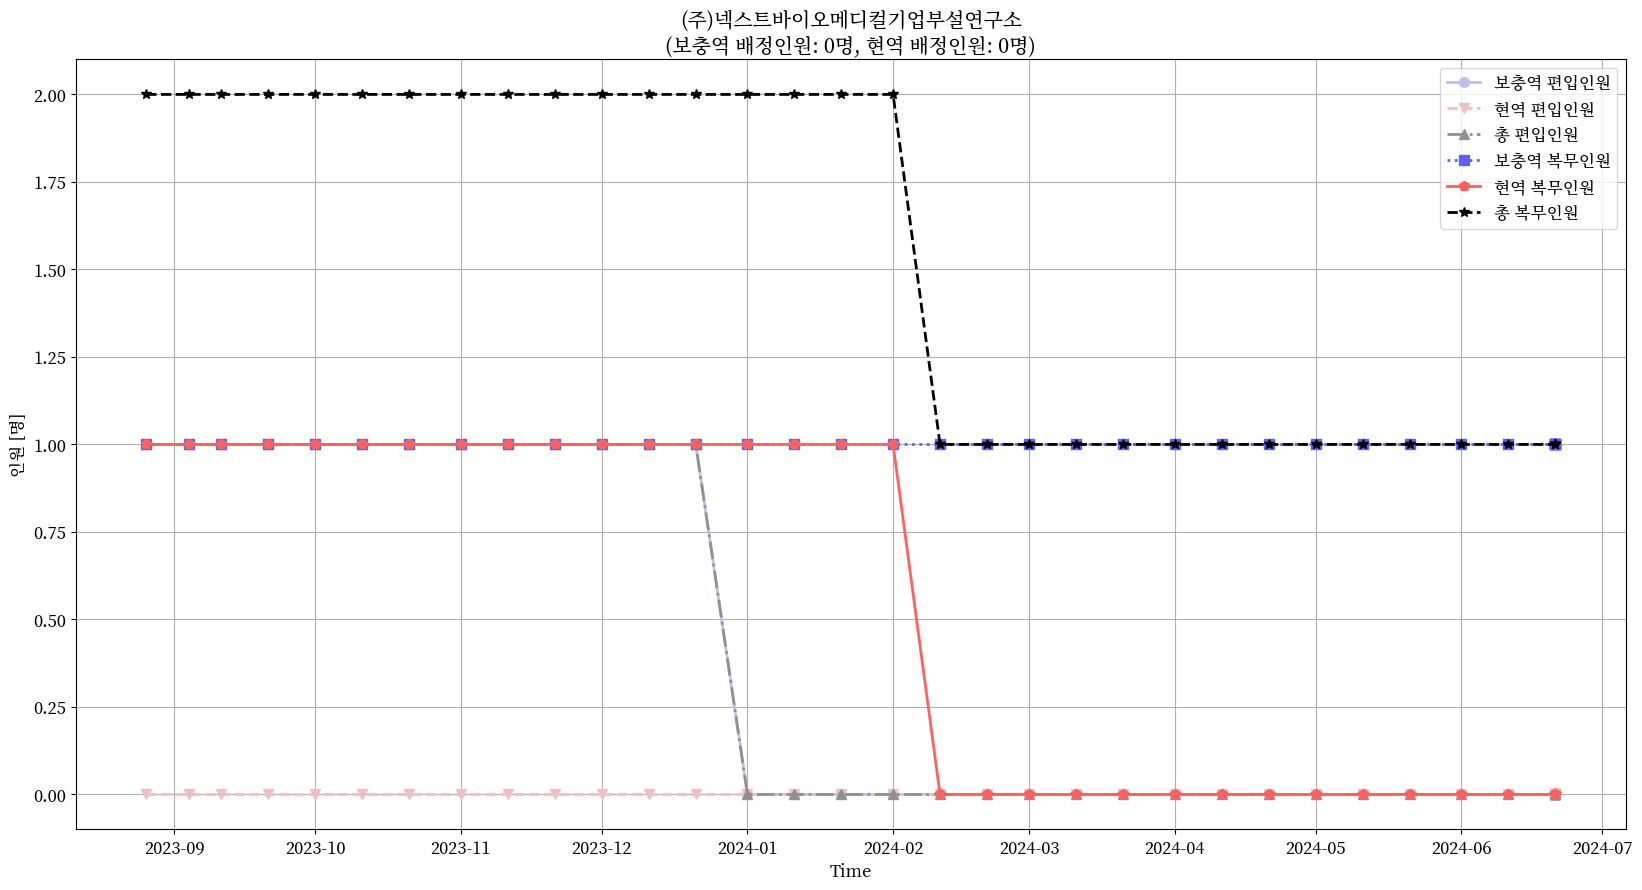 (주)넥스트바이오메디컬기업부설연구소
(보충역 배정인원: 0명, 현역 배정인원: 0명)
보충역 편입인원
현역 편입인원
총 편입인원
보충역 복무인원
현역 복무인원
총 복무인원
2.00
1.75
1.50
1.25
1.00
0.75
0.50
0.25
0.00
인원 [명]
2023-09
2023-10
2023-11
2023-12
2024-01
2024-02
2024-03
2024-04
2024-05
2024-06
2024-07
Time